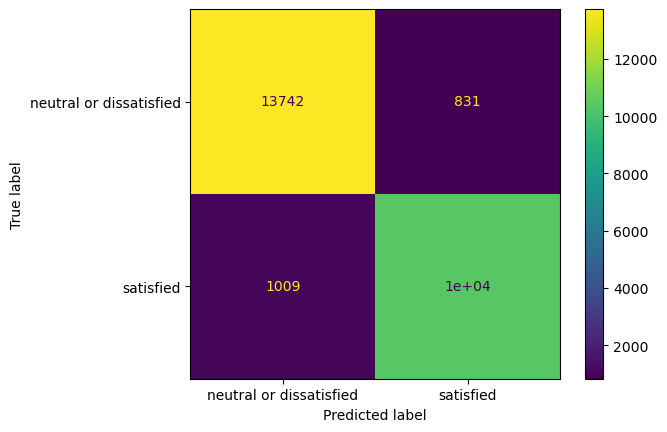 neutral or dissatisfied
13742
831
True label
satisfied
1009
1e+04
neutral or dissatisfied
satisfied
Predicted label
12000
10000
8000
6000
4000
2000